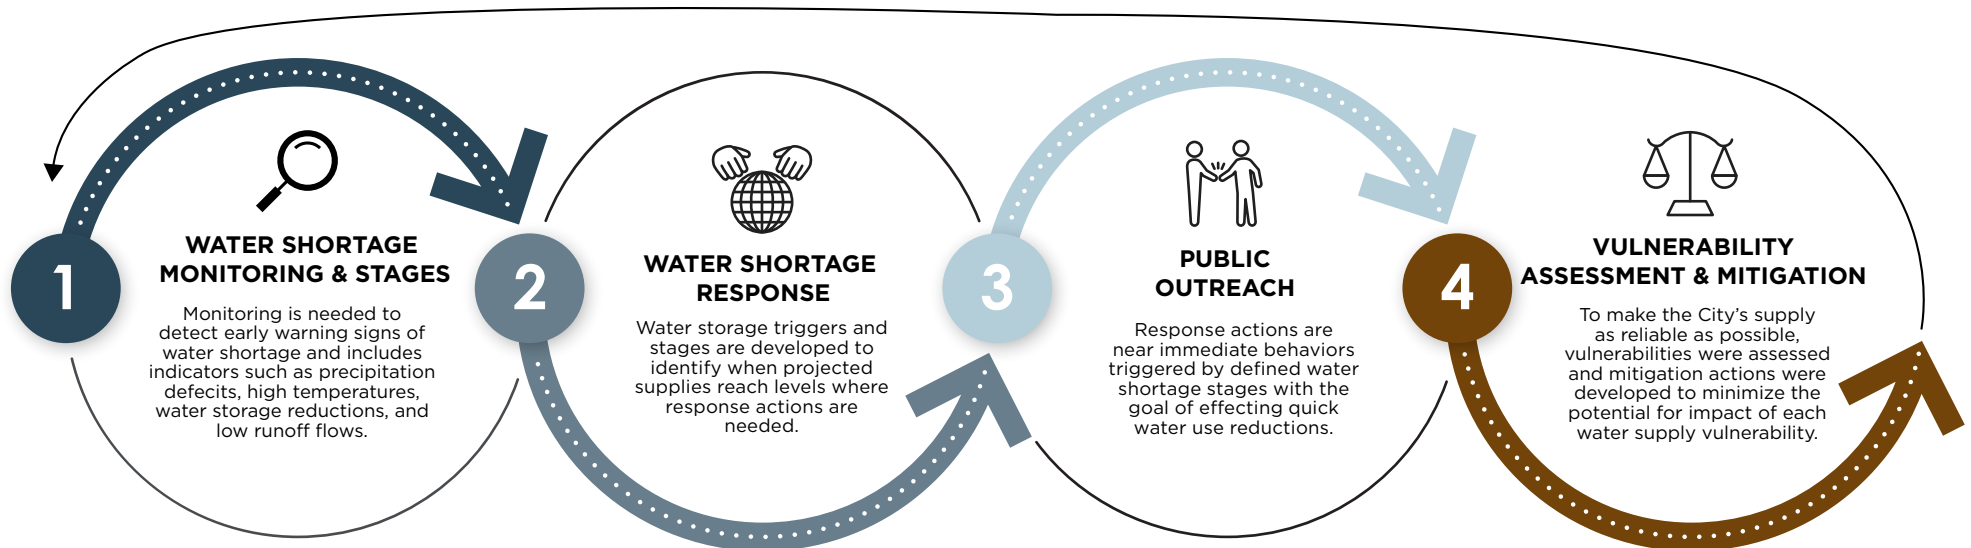 1
WATER SHORTAGE
MONITORING & STAGES
Monitoring is needed to
detect early warning signs of
water shortage and includes
indicators such as precipitation
defecits, high temperatures,
water storage reductions, and
low runoff flows.
2
WATER SHORTAGE
RESPONSE
Water storage triggers and
stages are developed to
identify when projected
supplies reach levels where
response actions are
needed.
3
PUBLIC
OUTREACH
Response actions are
near immediate behaviors
triggered by defined water
shortage stages with the
goal of effecting quick
water use reductions.
4
VULNERABILITY
ASSESSMENT & MITIGATION
To make the City’s supply
as reliable as possible,
vulnerabilities were assessed
and mitigation actions were
developed to minimize the
potential for impact of each
water supply vulnerability.